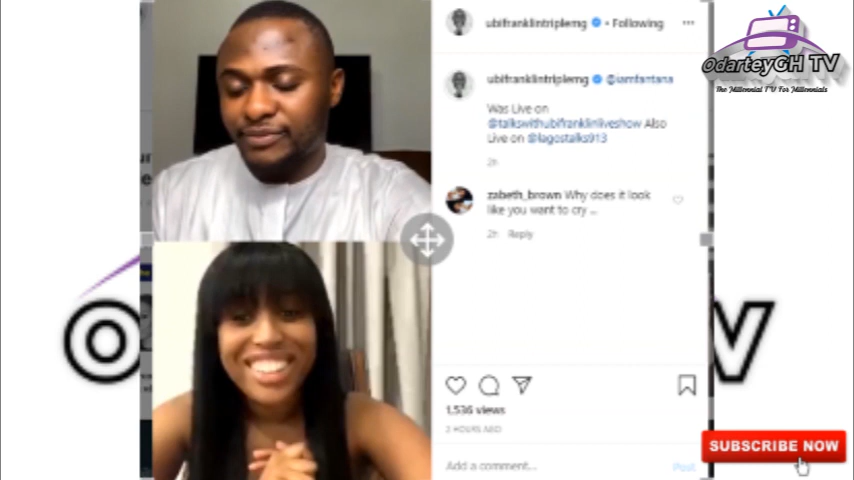 ubifranklintriplemg • Following
ubifranklintriplemg @iamfantana
Was Live on
@talkswithubifranklinliveshow Also
Live on @lagostalks913
2h
zabeth_brown Why does it look
like you want to cry ...
2h Reply
1,536 views
2 HOURS AGO
Add a comment...
Post
OdarteyGH TV
The Millennial TV For Millennials
O
V
SUBSCRIBE NOW